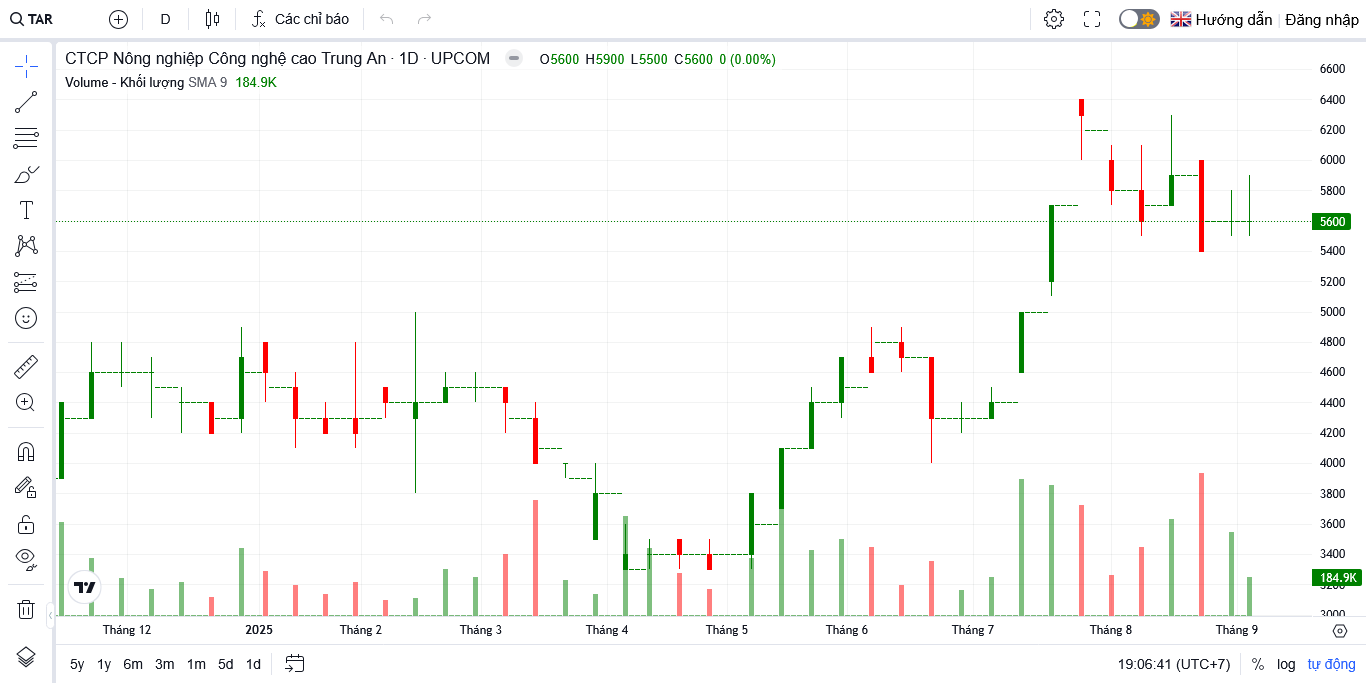 TAR
D
Các chỉ báo
Hướng dẫn
Đăng nhập
CTCP Nông nghiệp Công nghệ cao Trung An · 1D · UPCOM
O5600 H5900 L5500 C5600 0 (0.00%)
Volume - Khối lượng SMA 9 184.9K
6600
6400
6200
6000
5800
5600
5400
5200
5000
4800
4600
4400
4200
4000
3800
3600
3400
184.9K
3200
3000
Tháng 12 2025 Tháng 2 Tháng 3 Tháng 4 Tháng 5 Tháng 6 Tháng 7 Tháng 8 Tháng 9
5y 1y 6m 3m 1m 5d 1d
19:06:41 (UTC+7) % log tự động